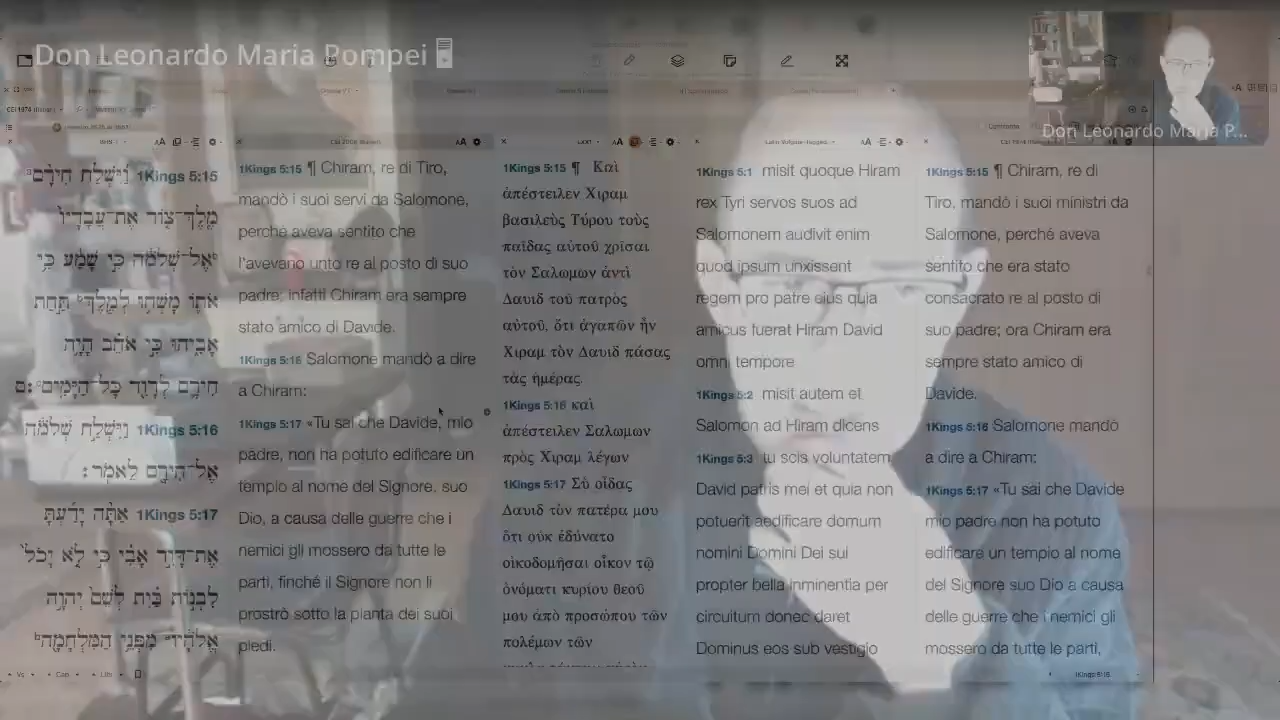 Don Leonardo Maria Pompei
Don Leonardo Maria P...
1Kings 5:15 וַיִּשְׁלַח חִירָם
מֶלֶךְ־צוֹר אֶת־עֲבָדָיו
אֶל־שְׁלֹמֹה כִּי שָׁמַע כִּי
אֹתוֹ מָשְׁחוּ לְמֶלֶךְ תַּחַת
אָבִיהוּ כִּי אֹהֵב הָיָה
חִירָם לְדָוִד כָּל־הַיָּמִים׃ ס
1Kings 5:16 וַיִּשְׁלַח שְׁלֹמֹה
אֶל־חִירָם לֵאמֹר׃
1Kings 5:17 אַתָּה יָדַעְתָּ
אֶת־דָּוִד אָבִי כִּי לֹא יָכֹל
לִבְנוֹת בַּיִת לְשֵׁם יְהוָה
אֱלֹהָיו מִפְּנֵי הַמִּלְחָמָה
1Kings 5:15 ¶ Chiram, re di Tiro,
mandò i suoi servi da Salomone,
perché aveva sentito che
l'avevano unto re al posto di suo
padre; infatti Chiram era sempre
stato amico di Davide.
1Kings 5:16 Salomone mandò a dire
a Chiram:
1Kings 5:17 «Tu sai che Davide, mio
padre, non ha potuto edificare un
tempio al nome del Signore, suo
Dio, a causa delle guerre che i
nemici gli mossero da tutte le
parti, finché il Signore non li
prostrò sotto la pianta dei suoi
piedi.
1Kings 5:15 ¶ Καὶ
ἀπέστειλεν Χιραμ
βασιλεὺς Τύρου τοὺς
παῖδας αὐτοῦ χρῖσαι
τὸν Σαλωμων ἀντὶ
Δαυιδ τοῦ πατρὸς
αὐτοῦ, ὅτι ἀγαπῶν ἦν
Χιραμ τὸν Δαυιδ πάσας
τὰς ἡμέρας.
1Kings 5:16 καὶ
ἀπέστειλεν Σαλωμων
πρὸς Χιραμ λέγων
1Kings 5:17 Σὺ οἶδας
Δαυιδ τὸν πατέρα μου
ὅτι οὐκ ἐδύνατο
οἰκοδομῆσαι οἶκον τῷ
ὀνόματι κυρίου θεοῦ
μου ἀπὸ προσώπου τῶν
πολέμων τῶν
1Kings 5:1 misit quoque Hiram
rex Tyri servos suos ad
Salomonem audivit enim
quod ipsum unxissent
regem pro patre eius quia
amicus fuerat Hiram David
omni tempore
1Kings 5:2 misit autem et
Salomon ad Hiram dicens
1Kings 5:3 tu scis voluntatem
David patris mei et quia non
potuerit aedificare domum
nomini Domini Dei sui
propter bella inminentia per
circuitum donec daret
Dominus eos sub vestigio
1Kings 5:15 ¶ Chiram, re di
Tiro, mandò i suoi ministri da
Salomone, perché aveva
sentito che era stato
consacrato re al posto di
suo padre; ora Chiram era
sempre stato amico di
Davide.
1Kings 5:16 Salomone mandò
a dire a Chiram:
1Kings 5:17 «Tu sai che Davide
mio padre non ha potuto
edificare un tempio al nome
del Signore suo Dio a causa
delle guerre che i nemici gli
mossero da tutte le parti,